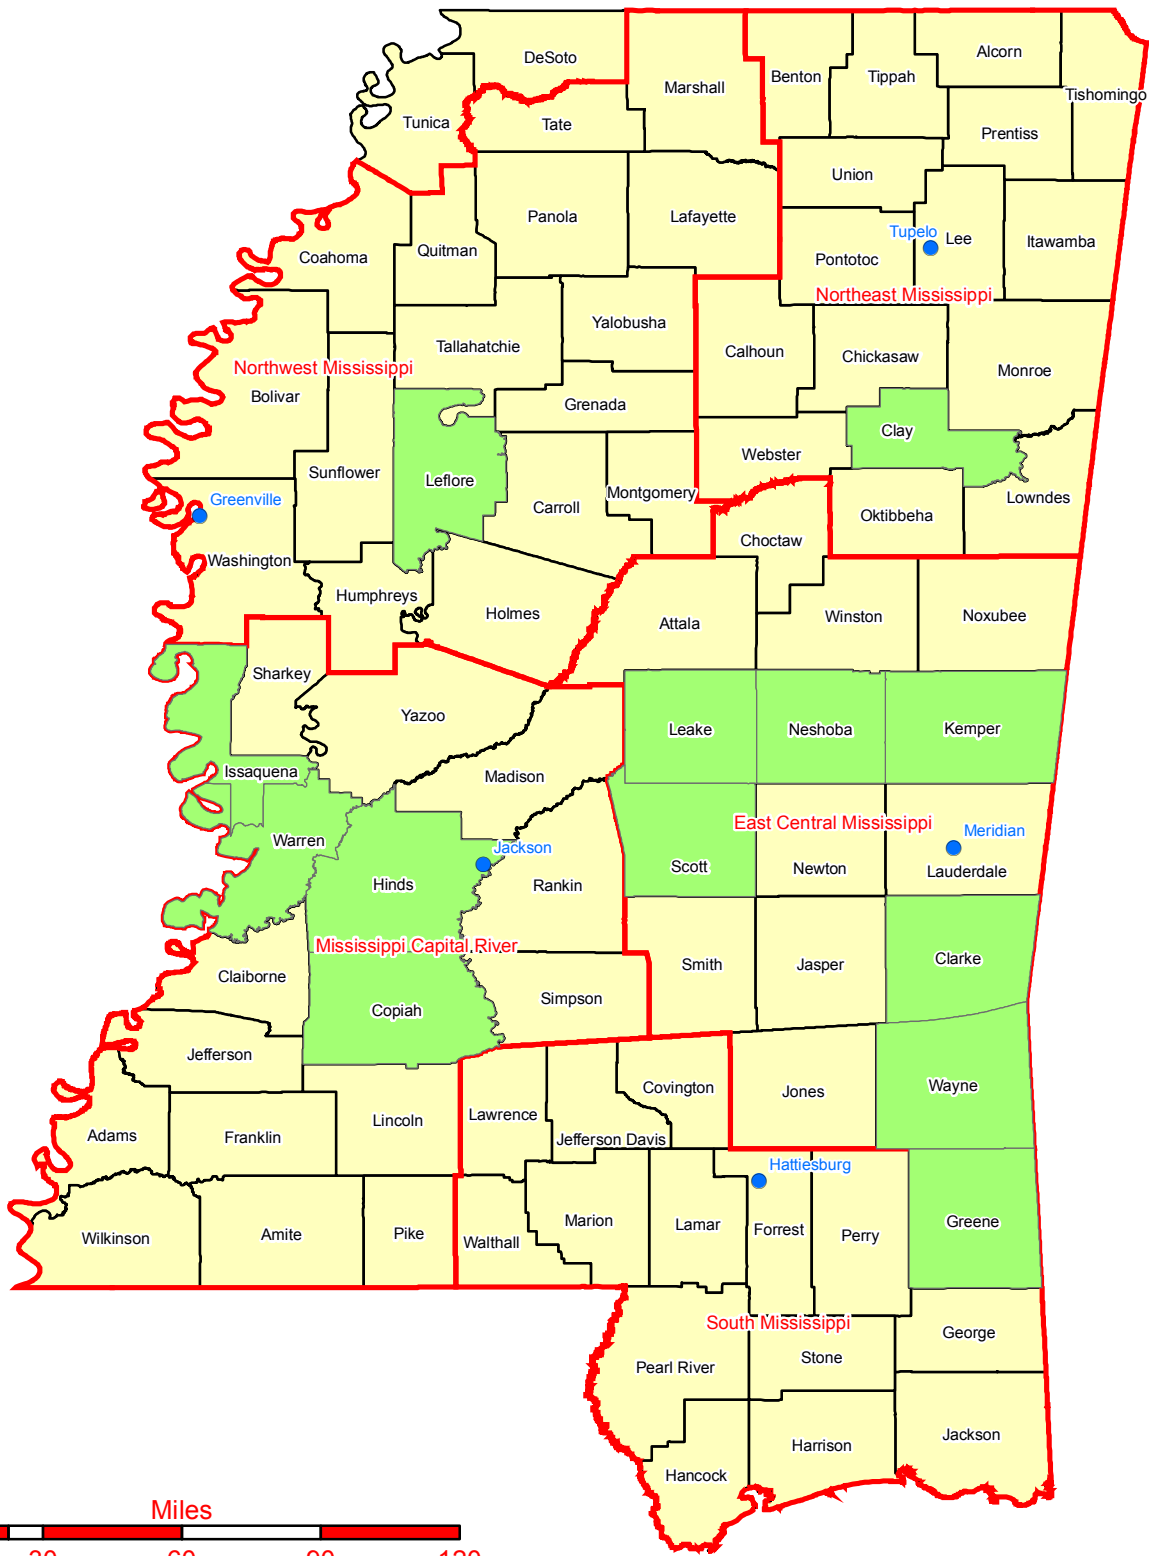 DeSoto
Alcorn
Marshall
Benton
Tippah
Tishomingo
Tunica
Tate
Prentiss
Union
Panola
Lafayette
Tupelo
Lee
Itawamba
Coahoma
Quitman
Pontotoc
Northeast Mississippi
Yalobusha
Tallahatchie
Calhoun
Chickasaw
Monroe
Northwest Mississippi
Bolivar
Grenada
Clay
Webster
Sunflower
Leflore
Montgomery
Greenville
Carroll
Lowndes
Oktibbeha
Choctaw
Washington
Humphreys
Holmes
Attala
Winston
Noxubee
Sharkey
Yazoo
Leake
Neshoba
Kemper
Issaquena
Madison
East Central Mississippi
Meridian
Warren
Jackson
Hinds
Rankin
Scott
Newton
Lauderdale
Mississippi Capital River
Claiborne
Smith
Jasper
Clarke
Simpson
Copiah
Jefferson
Covington
Jones
Wayne
Lawrence
Lincoln
Adams
Franklin
Jefferson Davis
Hattiesburg
Marion
Lamar
Forrest
Perry
Greene
Wilkinson
Amite
Pike
Walthall
South Mississippi
George
Stone
Pearl River
Harrison
Jackson
Hancock
Miles
30 60 90 120